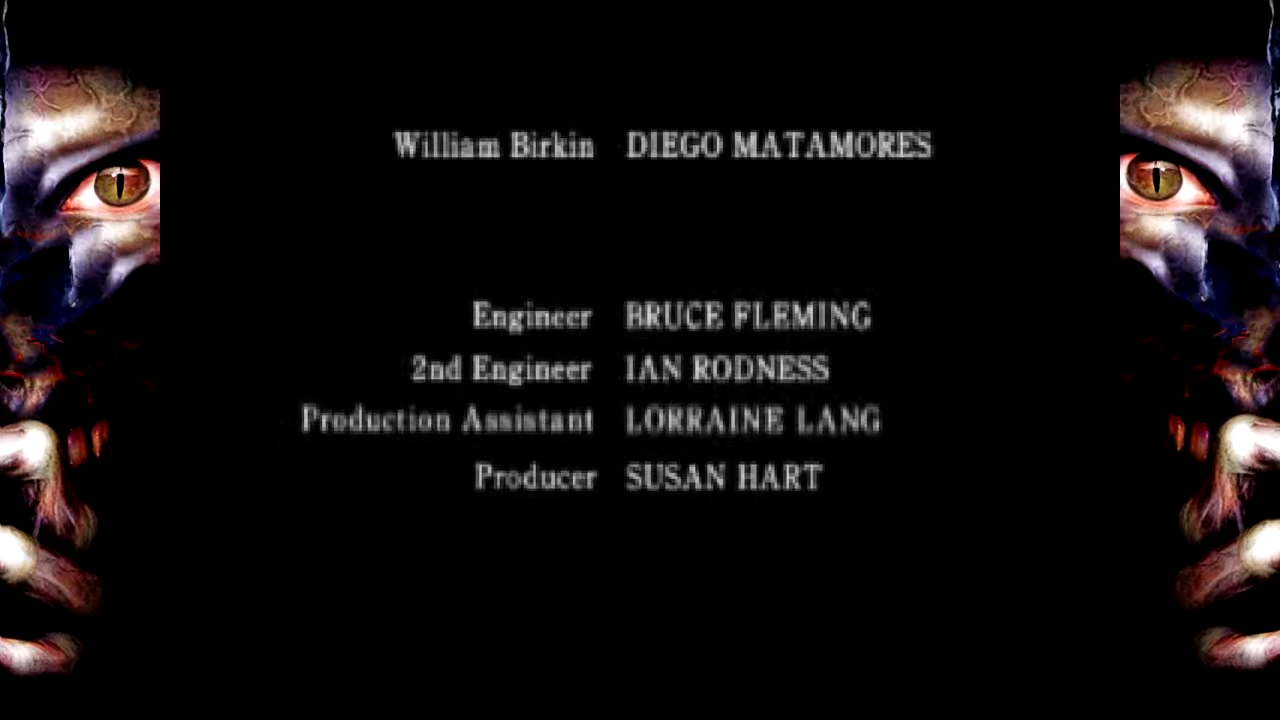 William Birkin DIEGO MATAMORES
Engineer BRUCE FLEMING
2nd Engineer IAN RODNESS
Production Assistant LORRAINE LANG
Producer SUSAN HART